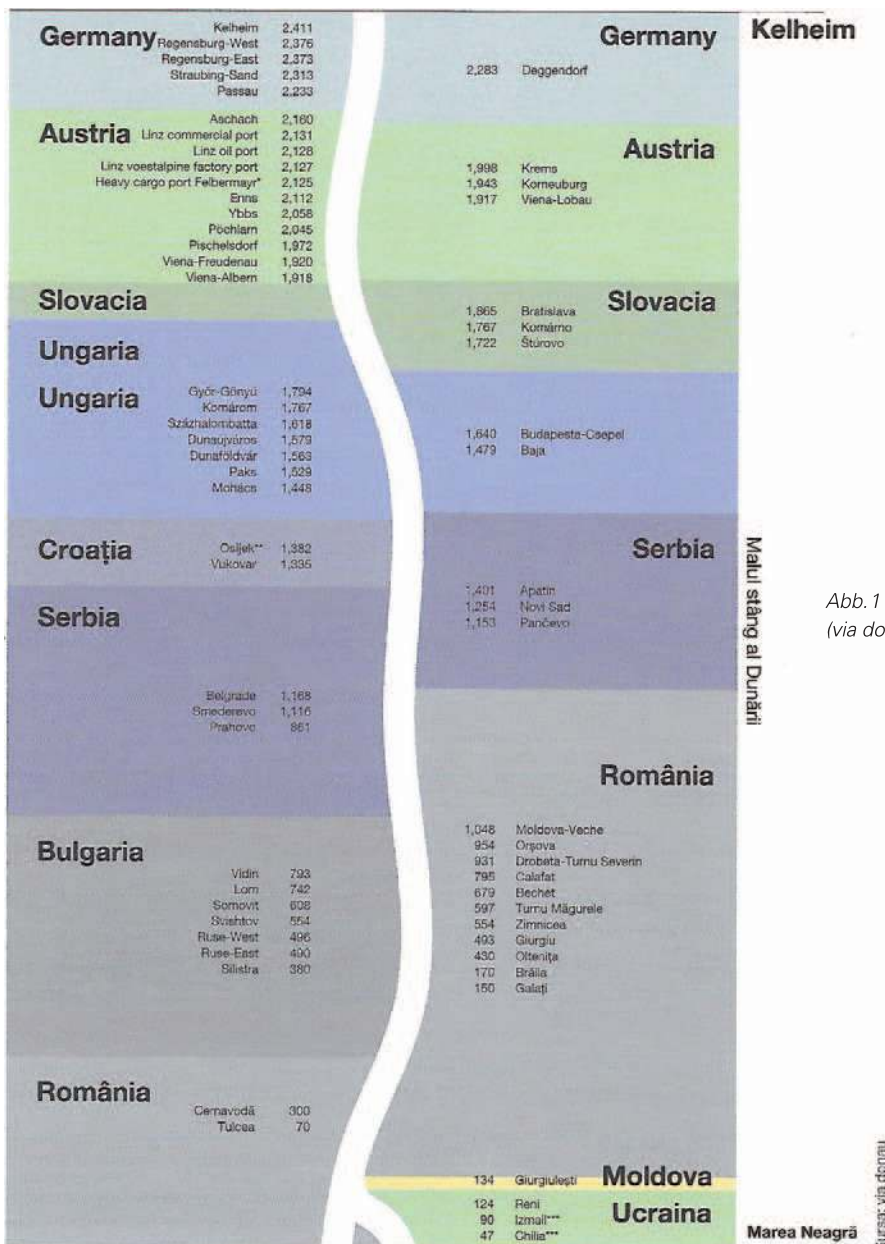 Germany
Kelheim 2,411
Regensburg-West 2,376
Regensburg-East 2,373
Straubing-Sand 2,313
Passau 2,233
Austria
Aschach 2,160
Linz commercial port 2,131
Linz oil port 2,128
Linz voestalpine factory port 2,127
Heavy cargo port Felbermayr* 2,125
Enns 2,112
Ybbs 2,058
Pöchlarn 2,045
Pischelsdorf 1,972
Viena-Freudenau 1,920
Viena-Albern 1,918
Slovacia
Ungaria
Ungaria
Győr-Gönyű 1,794
Komárom 1,767
Százhalombatta 1,618
Dunaújváros 1,579
Dunaföldvár 1,563
Paks 1,529
Mohács 1,448
Croația
Osijek** 1,382
Vukovar 1,335
Serbia
Belgrade 1,168
Smederevo 1,116
Prahovo 861
Bulgaria
Vidin 793
Lom 742
Somovit 608
Svishtov 554
Ruse-West 496
Ruse-East 490
Silistra 380
România
Cernavodă 300
Tulcea 70
Germany
2,283 Deggendorf
Austria
1,998 Krems
1,943 Korneuburg
1,917 Viena-Lobau
Slovacia
1,865 Bratislava
1,767 Komárno
1,722 Štúrovo
1,640 Budapesta-Csepel
1,479 Baja
Serbia
1,401 Apatin
1,254 Novi Sad
1,153 Pančevo
România
1,048 Moldova-Veche
954 Orșova
931 Drobeta-Turnu Severin
795 Calafat
679 Bechet
597 Turnu Măgurele
554 Zimnicea
493 Giurgiu
430 Oltenița
170 Brăila
150 Galați
Moldova
134 Giurgiulești
Ucraina
124 Reni
90 Izmail***
47 Chilia***
Kelheim
Malul stâng al Dunării
Marea Neagră
Abb.1
(via do
via donau